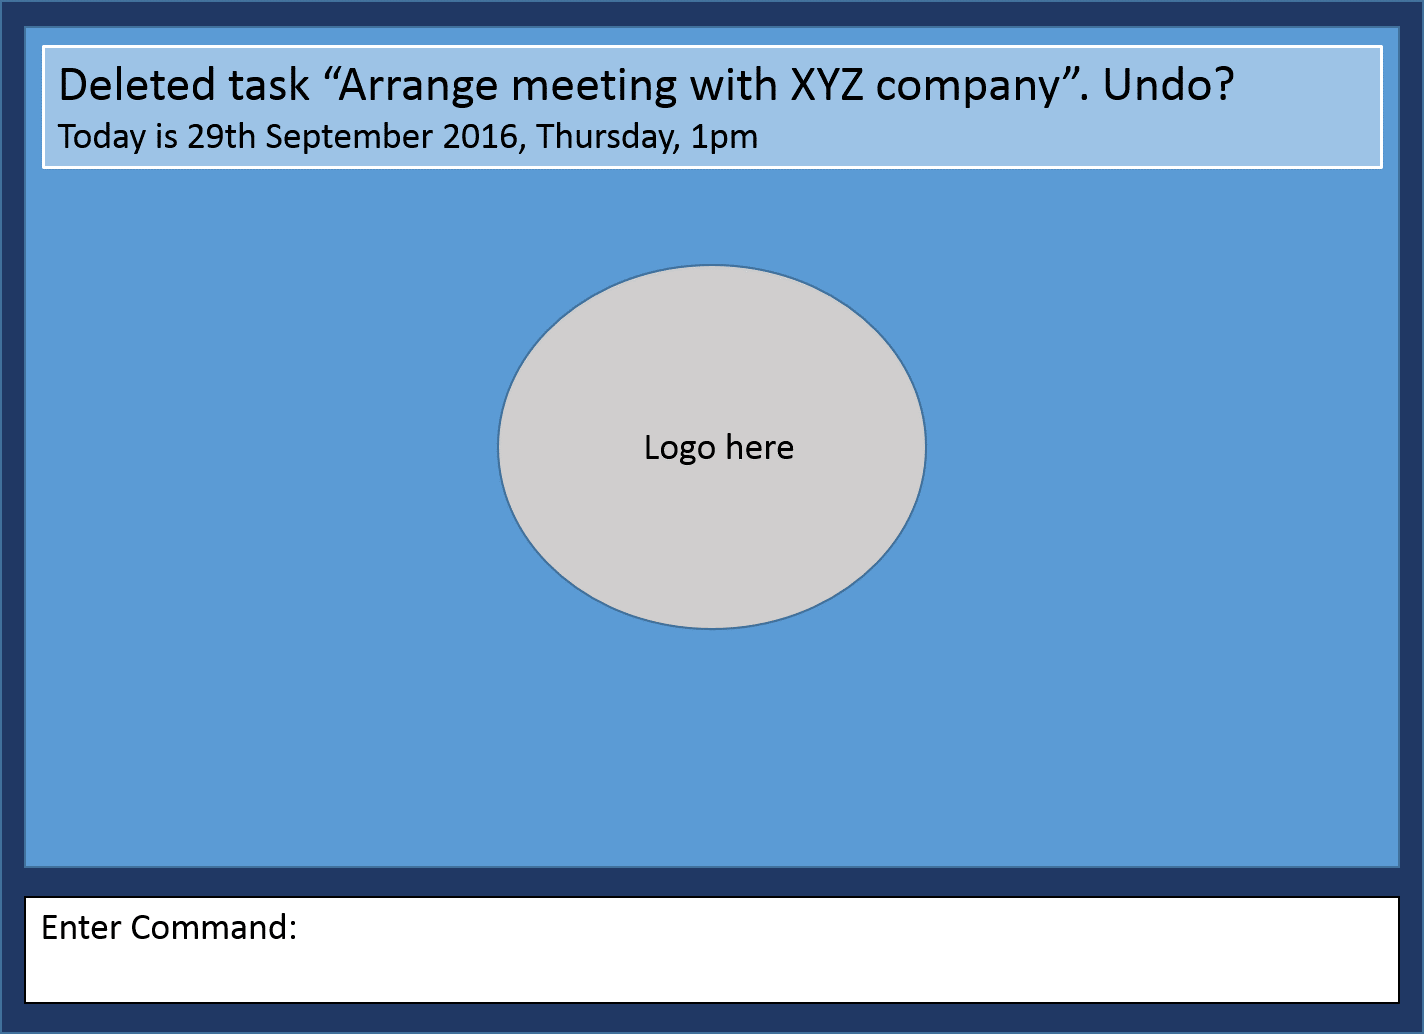 Deleted task “Arrange meeting with XYZ company”. Undo?
Today is 29th September 2016, Thursday, 1pm
Logo here
Enter Command: